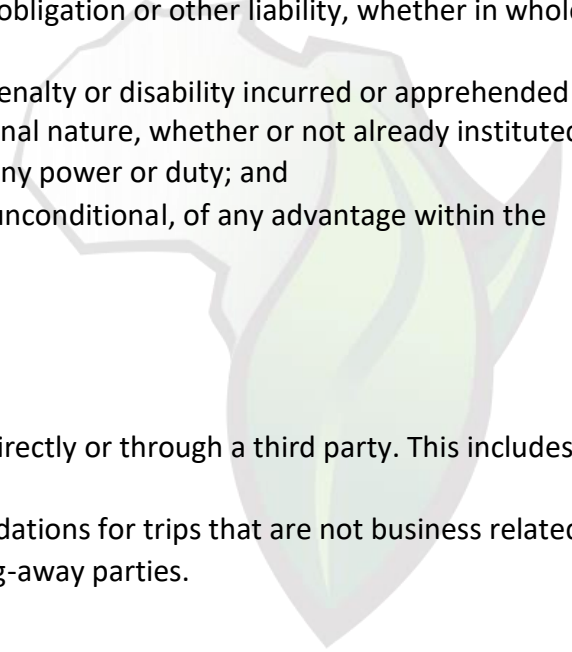 obligation or other liability, whether in whole
enalty or disability incurred or apprehended
nal nature, whether or not already instituted
ny power or duty; and
unconditional, of any advantage within the
irectly or through a third party. This includes
dations for trips that are not business related
g-away parties.